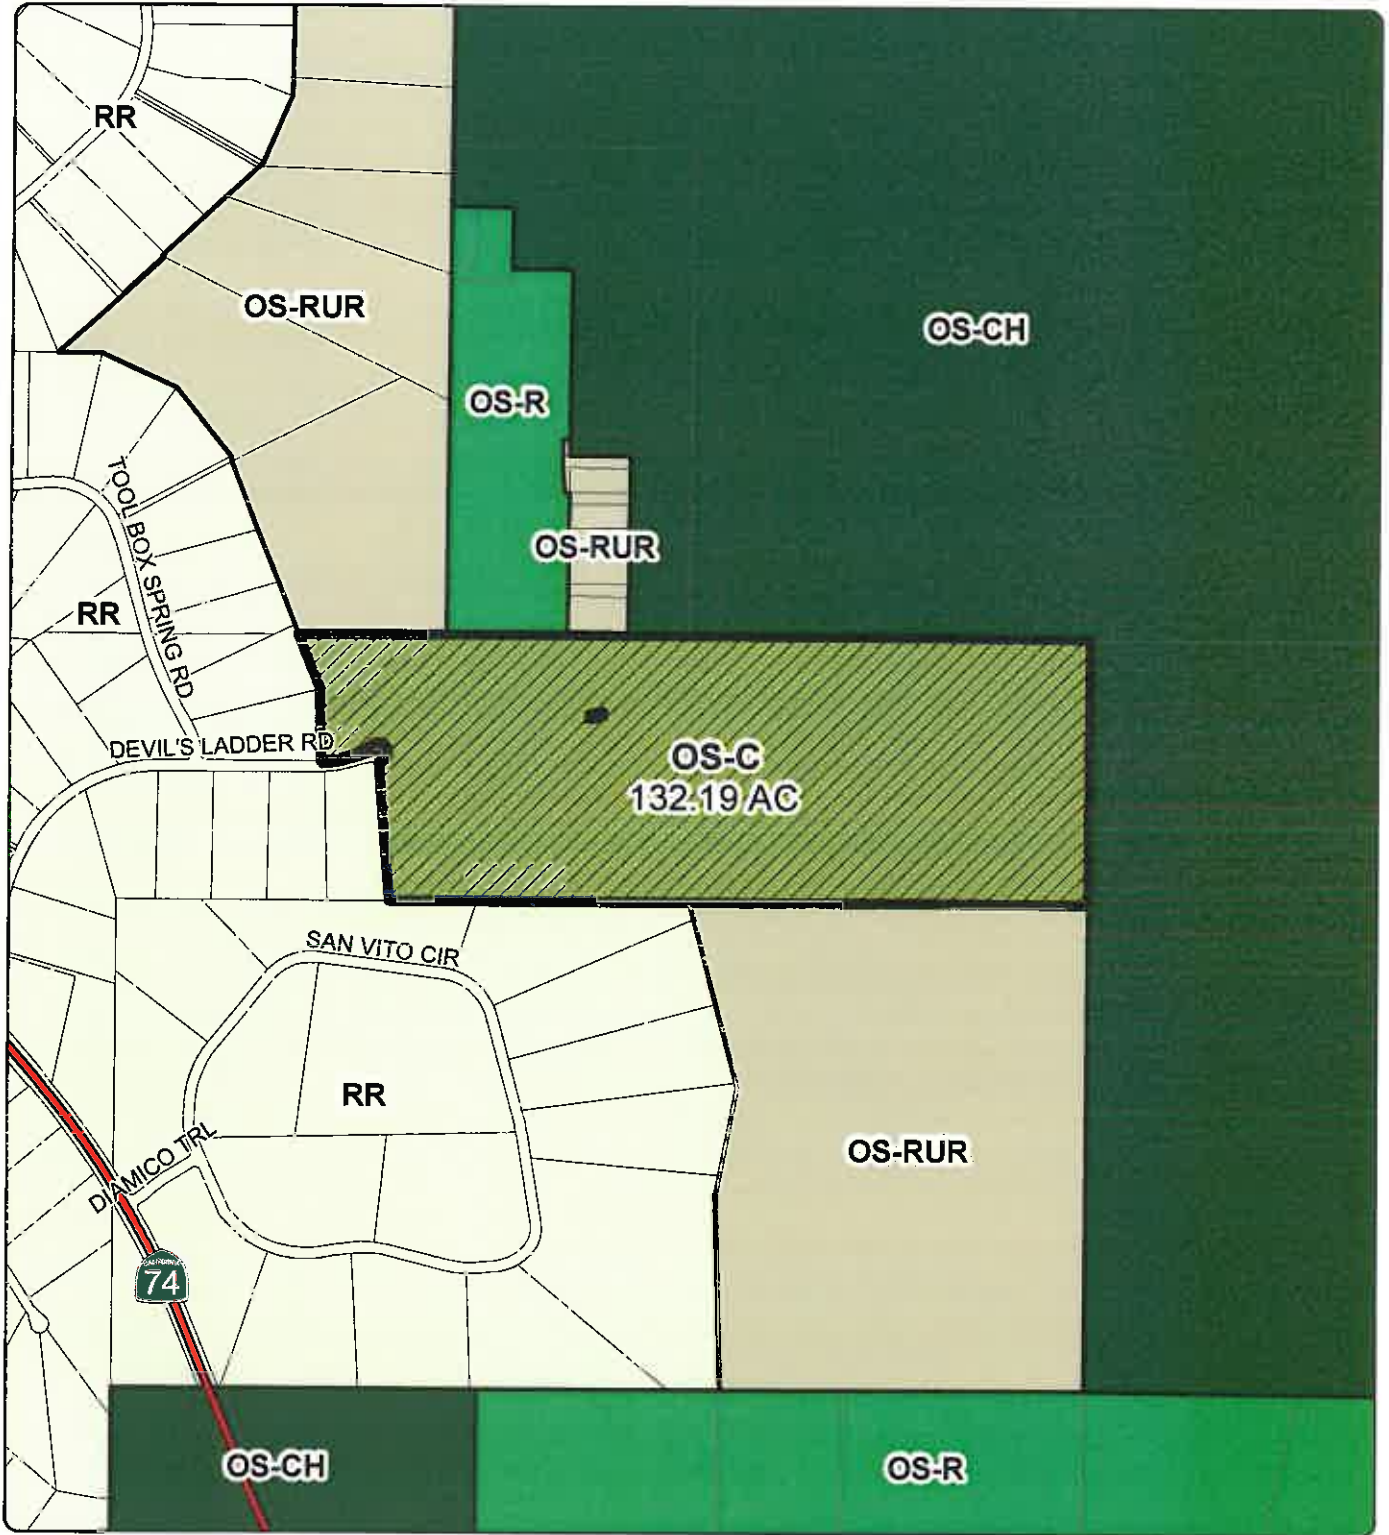 RR
OS-RUR
OS-CH
OS-R
TOOL BOX SPRING RD
OS-RUR
RR
DEVIL'S LADDER RD
OS-C
132.19 AC
SAN VITO CIR
RR
DIAMICO TRL
OS-RUR
CALIFORNIA
74
OS-CH
OS-R